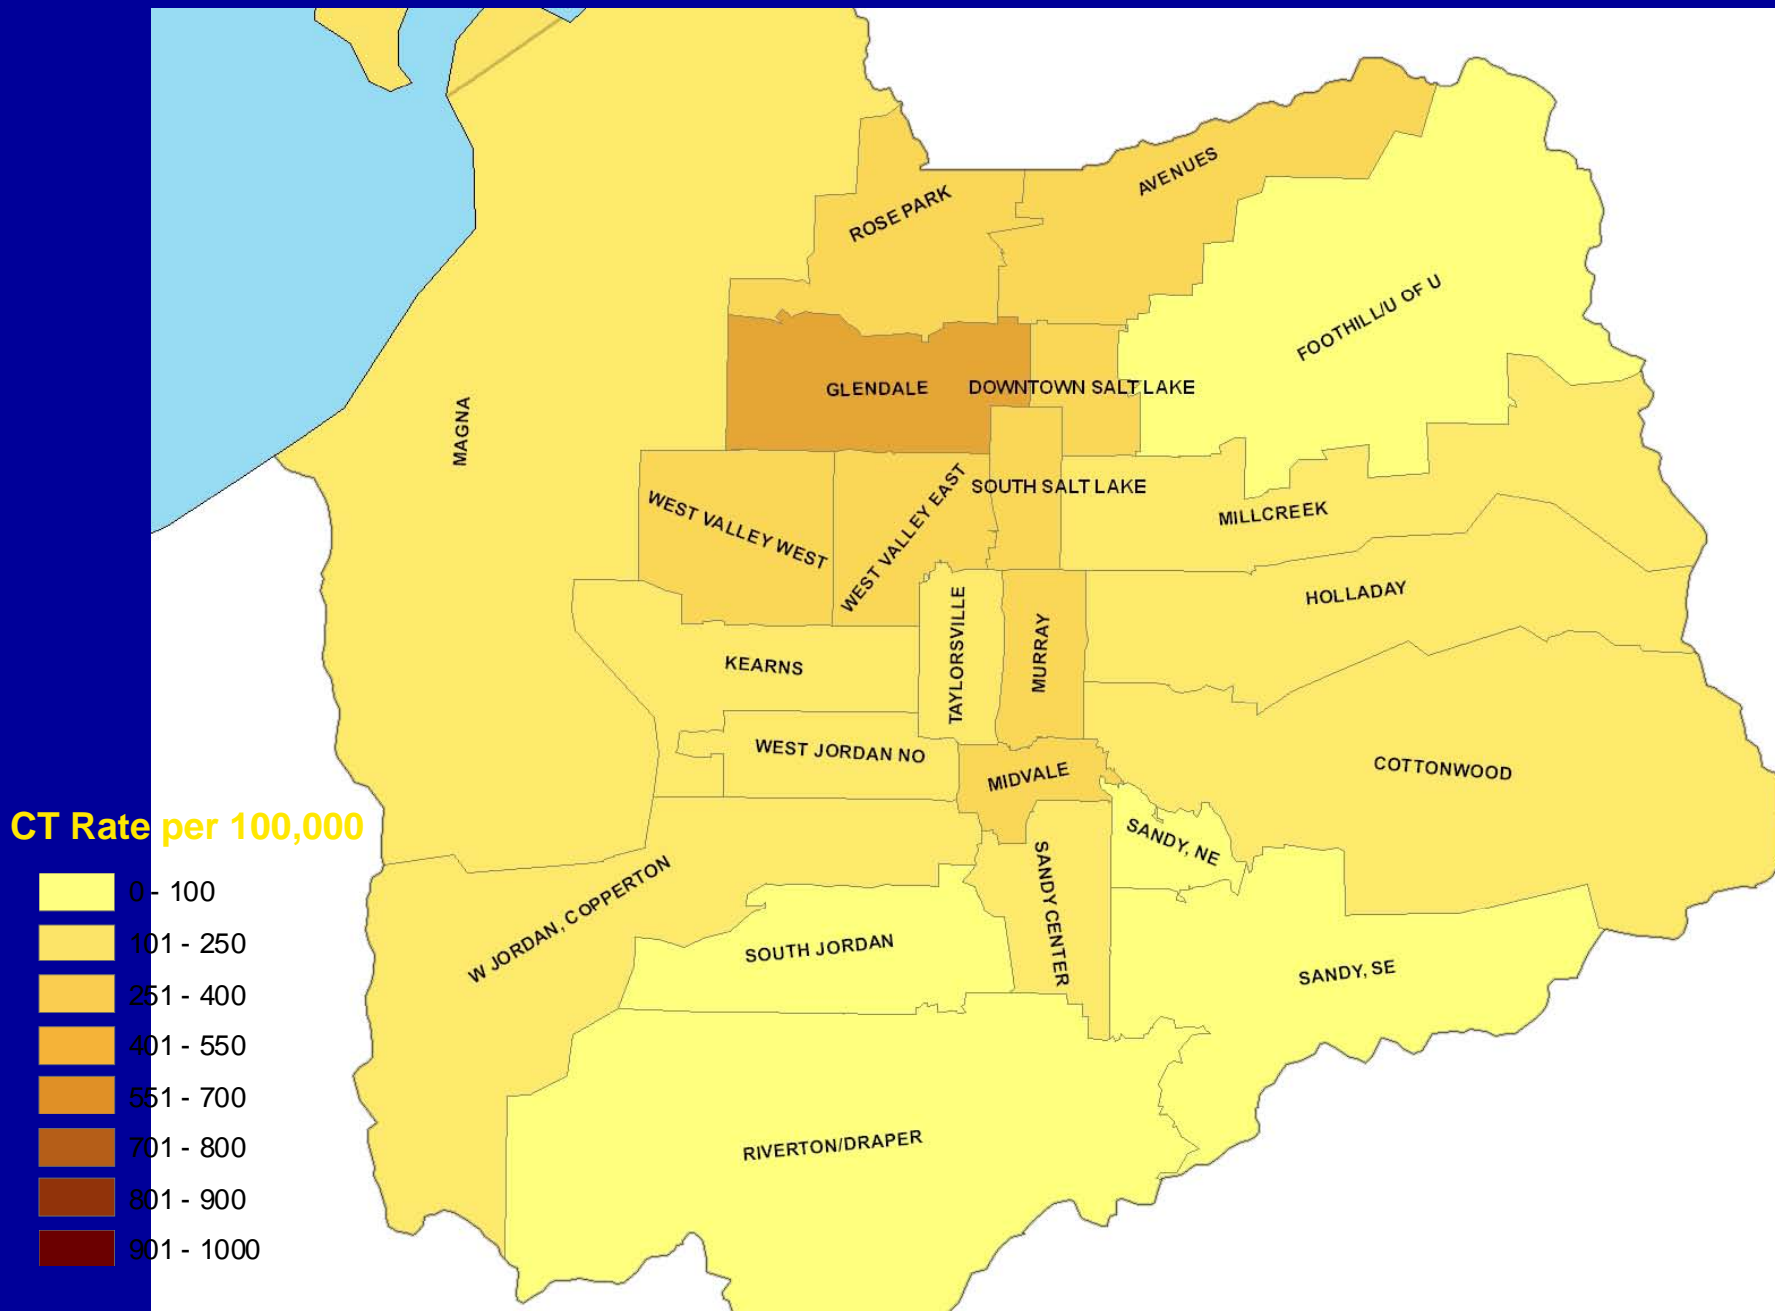 AVENUES
ROSE PARK
FOOTHILL/U OF U
GLENDALE
DOWNTOWN SALT LAKE
MAGNA
WEST VALLEY WEST
WEST VALLEY EAST
SOUTH SALT LAKE
MILLCREEK
HOLLADAY
TAYLORSVILLE
MURRAY
KEARNS
WEST JORDAN NO
MIDVALE
COTTONWOOD
SANDY, NE
SANDY CENTER
W JORDAN, COPPERTON
SOUTH JORDAN
SANDY, SE
RIVERTON/DRAPER
CT Rate per 100,000
0 - 100
101 - 250
251 - 400
401 - 550
551 - 700
701 - 800
801 - 900
901 - 1000